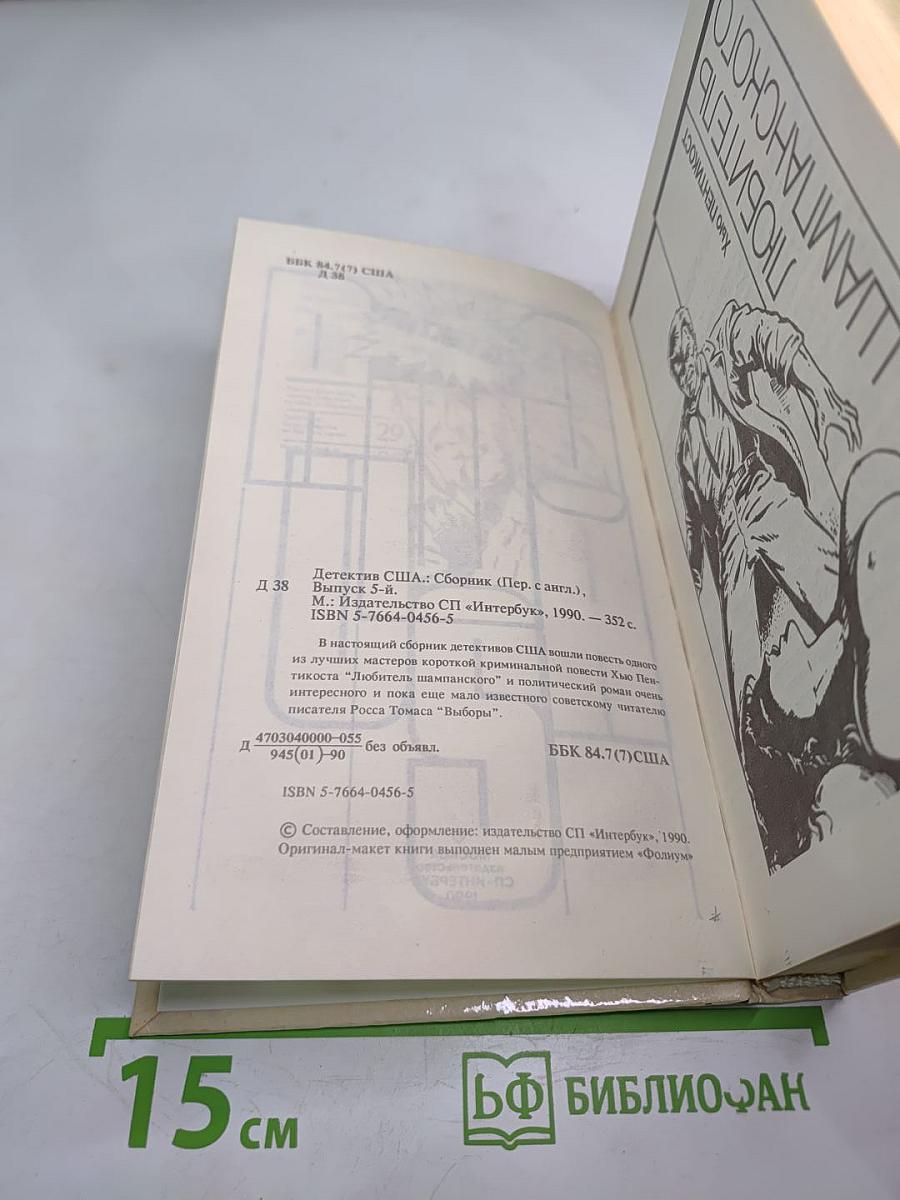 ББК 84.7(7) США
Д 38
Детектив США.: Сборник (Пер. с англ.),
Д 38 Выпуск 5-й.
М.: Издательство СП «Интербук», 1990. — 352 с.
ISBN 5-7664-0456-5
В настоящий сборник детективов США вошли повесть одного
из лучших мастеров короткой криминальной повести Хью Пен-
тикоста "Любитель шампанского" и политический роман очень
интересного и пока еще мало известного советскому читателю
писателя Росса Томаса "Выборы".
Д 4703040000–055
945(01)–90 без объявл.
ББК 84.7(7)США
ISBN 5-7664-0456-5
© Составление, оформление: издательство СП «Интербук», 1990.
Оригинал-макет книги выполнен малым предприятием «Фолиум»
ХЬЮ ПЕНТИКОСТ
ЛЮБИТЕЛЬ
ШАМПАНСКОГО
15 см
БФ БИБЛИОФАН